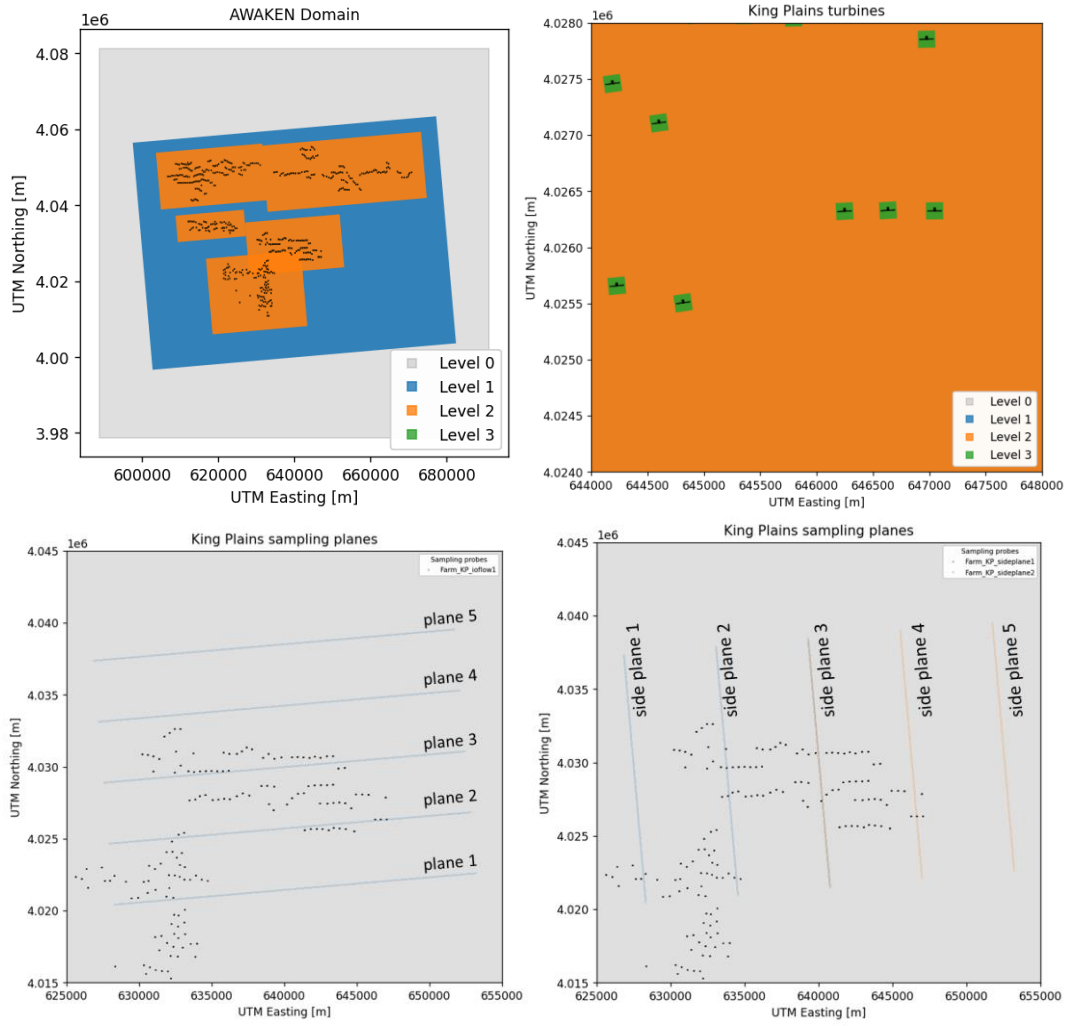 AWAKEN Domain
1e6
4.08
4.06
4.04
4.02
4.00
3.98
UTM Northing [m]
600000 620000 640000 660000 680000
UTM Easting [m]
Level 0
Level 1
Level 2
Level 3
King Plains turbines
1e6
4.0280
4.0275
4.0270
4.0265
4.0260
4.0255
4.0250
4.0245
4.0240
UTM Northing [m]
644000 644500 645000 645500 646000 646500 647000 647500 648000
UTM Easting [m]
Level 0
Level 1
Level 2
Level 3
King Plains sampling planes
1e6
4.045
4.040
4.035
4.030
4.025
4.020
4.015
UTM Northing [m]
Sampling probes
Farm_KP_ioflow1
plane 5
plane 4
plane 3
plane 2
plane 1
625000 630000 635000 640000 645000 650000 655000
UTM Easting [m]
King Plains sampling planes
1e6
4.045
4.040
4.035
4.030
4.025
4.020
4.015
UTM Northing [m]
Sampling probes
Farm_KP_sideplane1
Farm_KP_sideplane2
side plane 1
side plane 2
side plane 3
side plane 4
side plane 5
625000 630000 635000 640000 645000 650000 655000
UTM Easting [m]